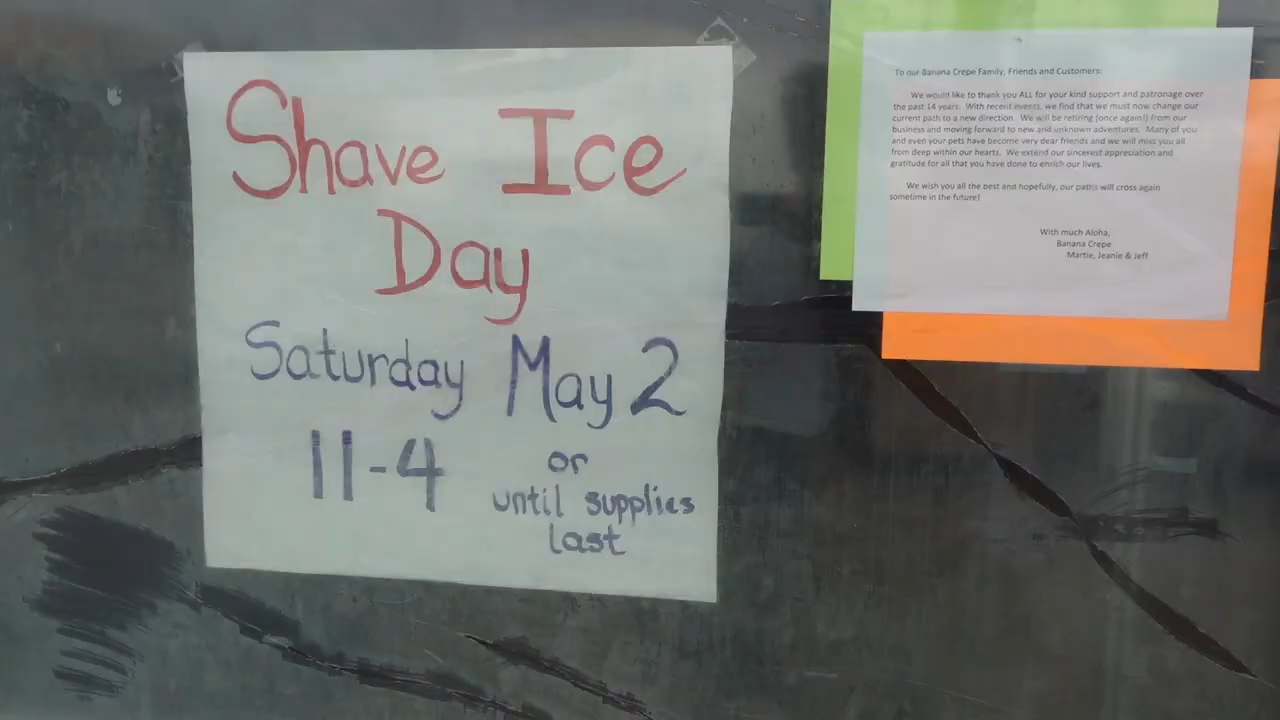 Shave Ice
Day
Saturday May 2
11-4 or
until supplies
last
To our Banana Crepe Family, Friends and Customers:
We would like to thank you ALL for your kind support and patronage over
the past 14 years. With recent events, we find that we must now change our
current path to a new direction. We will be retiring (once again!) from our
business and moving forward to new and unknown adventures. Many of you
and even your pets have become very dear friends and we will miss you all
from deep within our hearts. We extend our sincerest appreciation and
gratitude for all that you have done to enrich our lives.
We wish you all the best and hopefully, our paths will cross again
sometime in the future!
With much Aloha,
Banana Crepe
Martie, Jeanie & Jeff